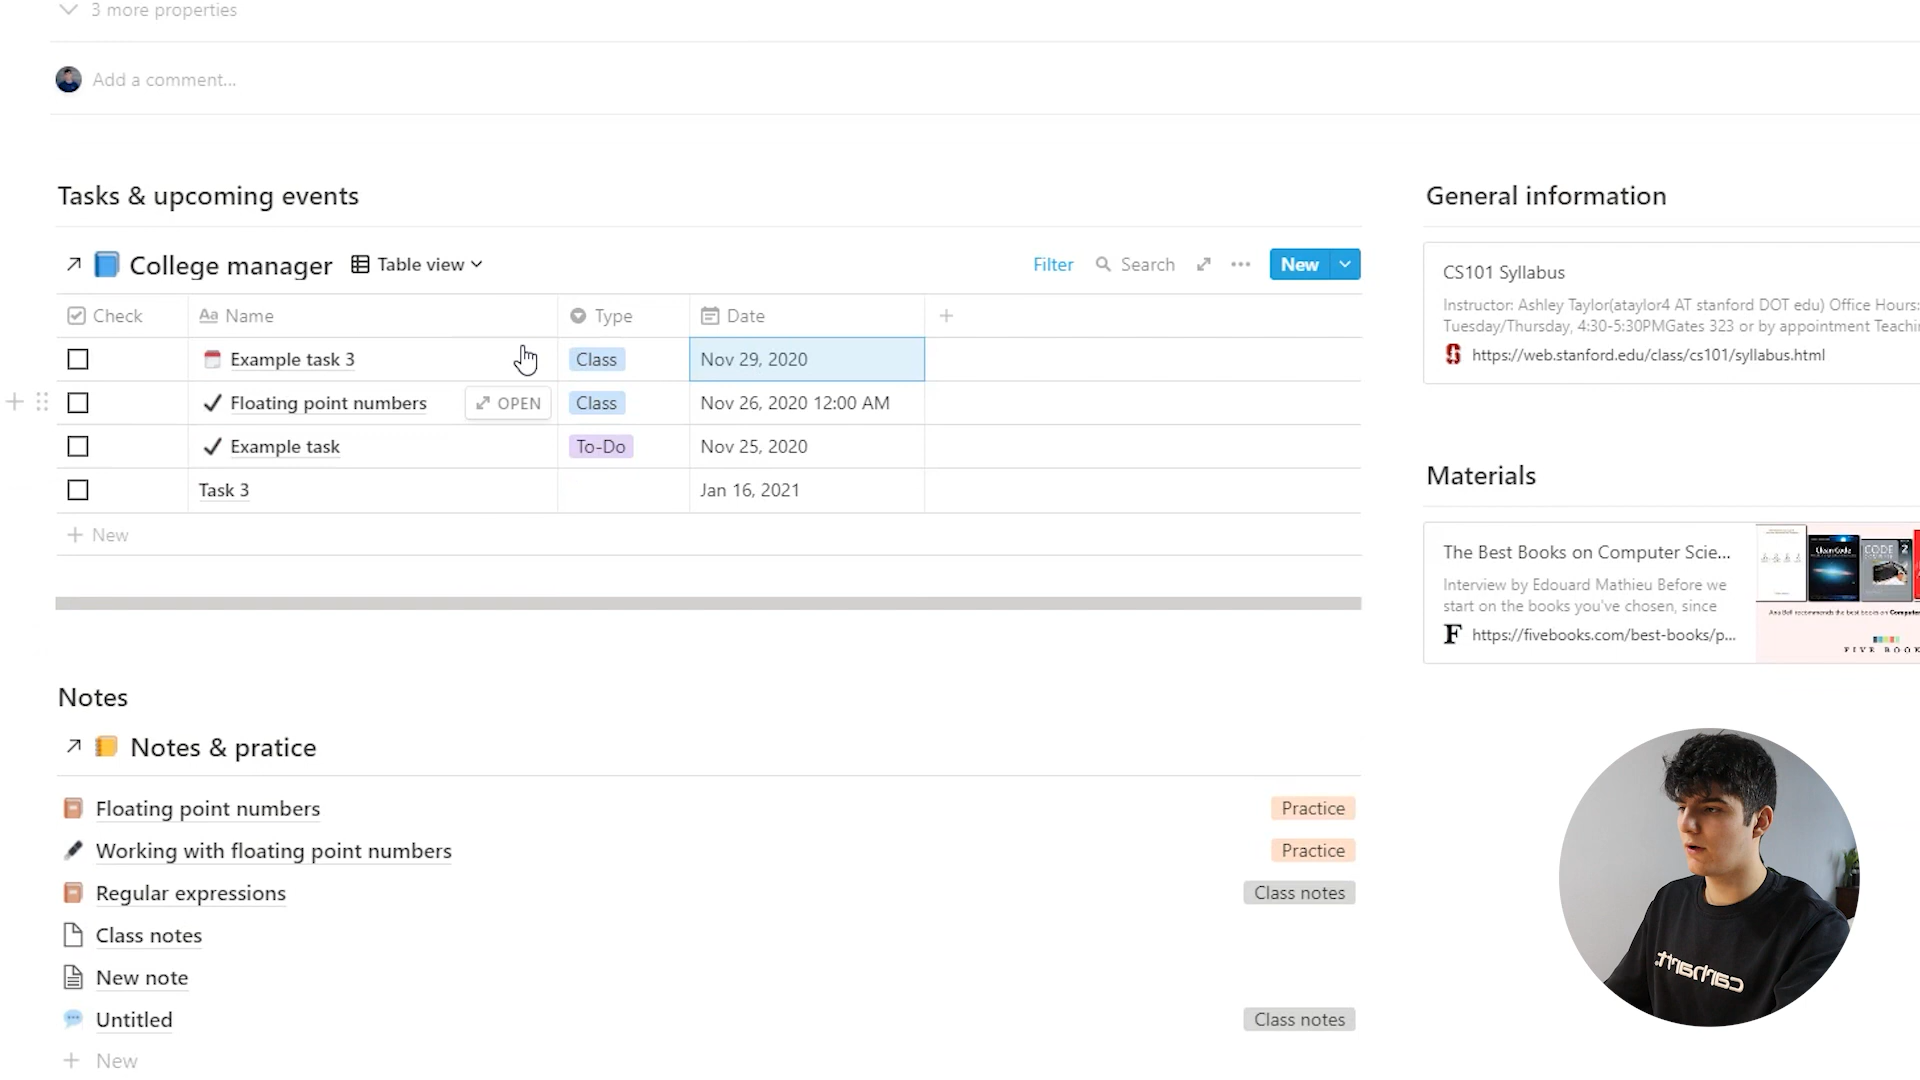 3 more properties
Add a comment...
Tasks & upcoming events
College manager Table view
Filter Search New
Check Name Type Date
Example task 3 Class Nov 29, 2020
Floating point numbers OPEN Class Nov 26, 2020 12:00 AM
Example task To-Do Nov 25, 2020
Task 3 Jan 16, 2021
New
General information
CS101 Syllabus
Instructor: Ashley Taylor(ataylor4 AT stanford DOT edu) Office Hours:
Tuesday/Thursday, 4:30-5:30PMGates 323 or by appointment
https://web.stanford.edu/class/cs101/syllabus.html
Materials
The Best Books on Computer Scie...
Interview by Edouard Mathieu Before we
start on the books you've chosen, since
https://fivebooks.com/best-books/p...
Clean Code
CODE 2
FIVE
Notes
Notes & pratice
Floating point numbers Practice
Working with floating point numbers Practice
Regular expressions Class notes
Class notes
New note
Untitled Class notes
New
carhartt